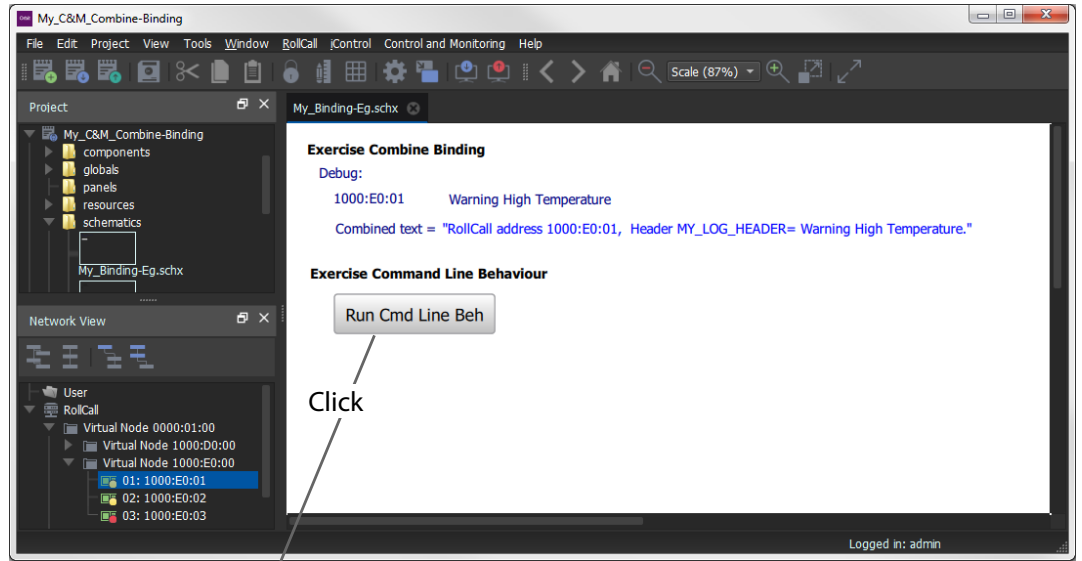 My_C&M_Combine-Binding
File Edit Project View Tools Window RollCall iControl Control and Monitoring Help
Scale (87%)
Project
My_Binding-Eg.schx
My_C&M_Combine-Binding
components
globals
panels
resources
schematics
My_Binding-Eg.schx
Network View
User
RollCall
Virtual Node 0000:01:00
Virtual Node 1000:D0:00
Virtual Node 1000:E0:00
01: 1000:E0:01
02: 1000:E0:02
03: 1000:E0:03
Exercise Combine Binding
Debug:
1000:E0:01 Warning High Temperature
Combined text = "RollCall address 1000:E0:01, Header MY_LOG_HEADER= Warning High Temperature."
Exercise Command Line Behaviour
Run Cmd Line Beh
Click
Logged in: admin